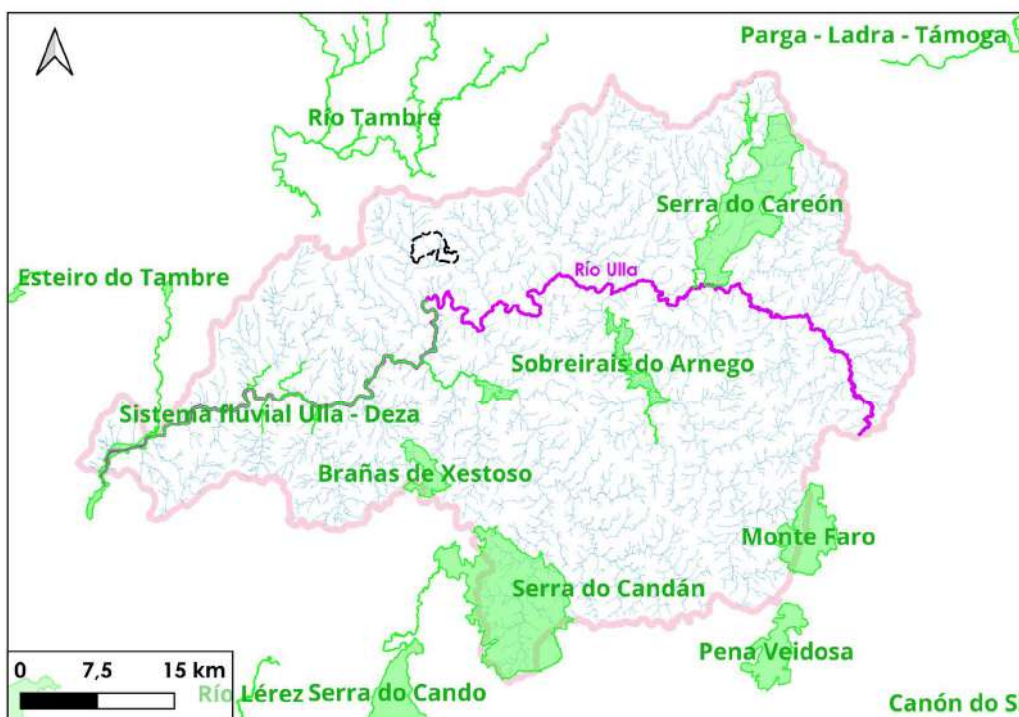 Parga - Ladra - Támoga
Río Tambre
Serra do Careón
Río Ulla
Esteiro do Tambre
Sobreirais do Arnego
Sistema fluvial Ulla - Deza
Brañas de Xestoso
Monte Faro
Serra do Candán
Pena Veidosa
0 7,5 15 km
Río Lérez
Serra do Cando
Canón do S